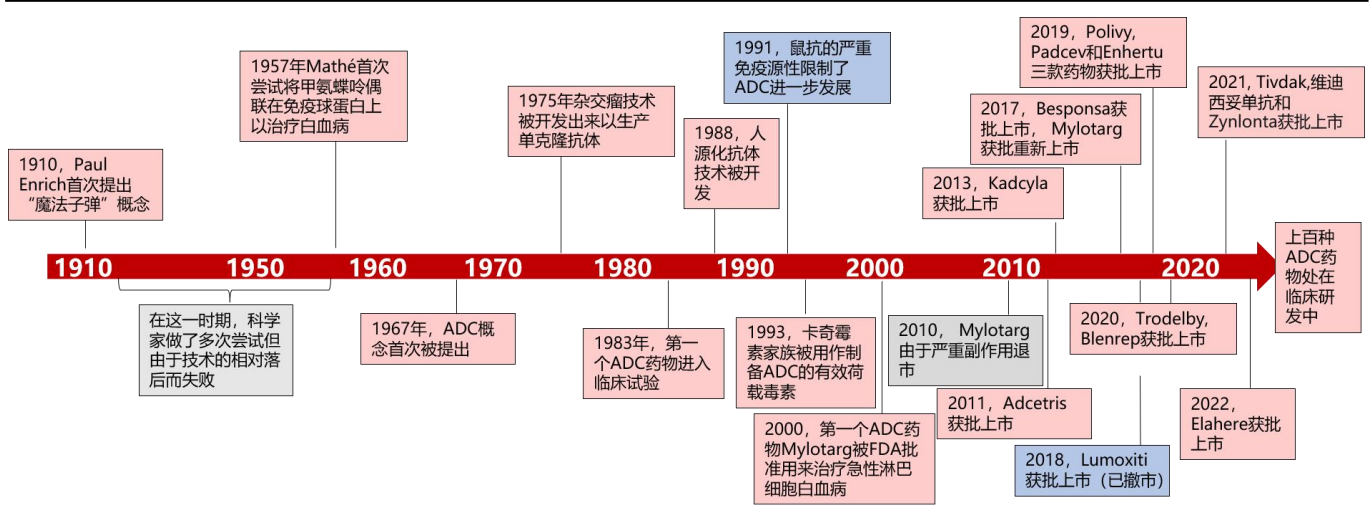 1910，Paul
Enrich首次提出
“魔法子弹”概念
1957年Mathé首次
尝试将甲氨蝶呤偶
联在免疫球蛋白上
以治疗白血病
1975年杂交瘤技术
被开发出来以生产
单克隆抗体
1988，人
源化抗体
技术被开
发
1991，鼠抗的严重
免疫源性限制了
ADC进一步发展
2013，Kadcyla
获批上市
2017，Besponsa获
批上市， Mylotarg
获批重新上市
2019，Polivy,
Padcev和Enhertu
三款药物获批上市
2021, Tivdak,维迪
西妥单抗和
Zynlonta获批上市
1910
1950
1960
1970
1980
1990
2000
2010
2020
上百种
ADC药
物处在
临床研
发中
在这一时期，科学
家做了多次尝试但
由于技术的相对落
后而失败
1967年，ADC概
念首次被提出
1983年，第一
个ADC药物进入
临床试验
1993，卡奇霉
素家族被用作制
备ADC的有效荷
载毒素
2000，第一个ADC药
物Mylotarg被FDA批
准用来治疗急性淋巴
细胞白血病
2010， Mylotarg
由于严重副作用退
市
2011，Adcetris
获批上市
2018，Lumoxiti
获批上市（已撤市）
2020，Trodelby,
Blenrep获批上市
2022，
Elahere获批
上市